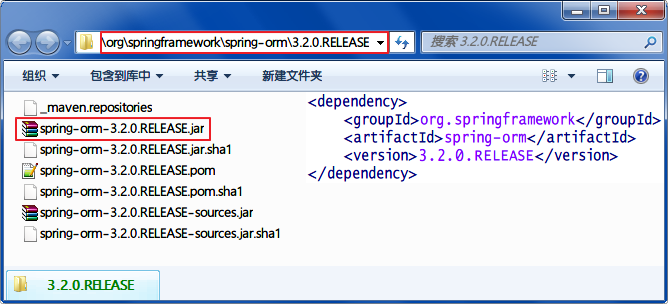 \org\springframework\spring-orm\3.2.0.RELEASE
搜索 3.2.0.RELEASE
组织 包含到库中 共享 新建文件夹
_maven.repositories
spring-orm-3.2.0.RELEASE.jar
spring-orm-3.2.0.RELEASE.jar.sha1
spring-orm-3.2.0.RELEASE.pom
spring-orm-3.2.0.RELEASE.pom.sha1
spring-orm-3.2.0.RELEASE-sources.jar
spring-orm-3.2.0.RELEASE-sources.jar.sha1
<dependency>
<groupId>org.springframework</groupId>
<artifactId>spring-orm</artifactId>
<version>3.2.0.RELEASE</version>
</dependency>
3.2.0.RELEASE